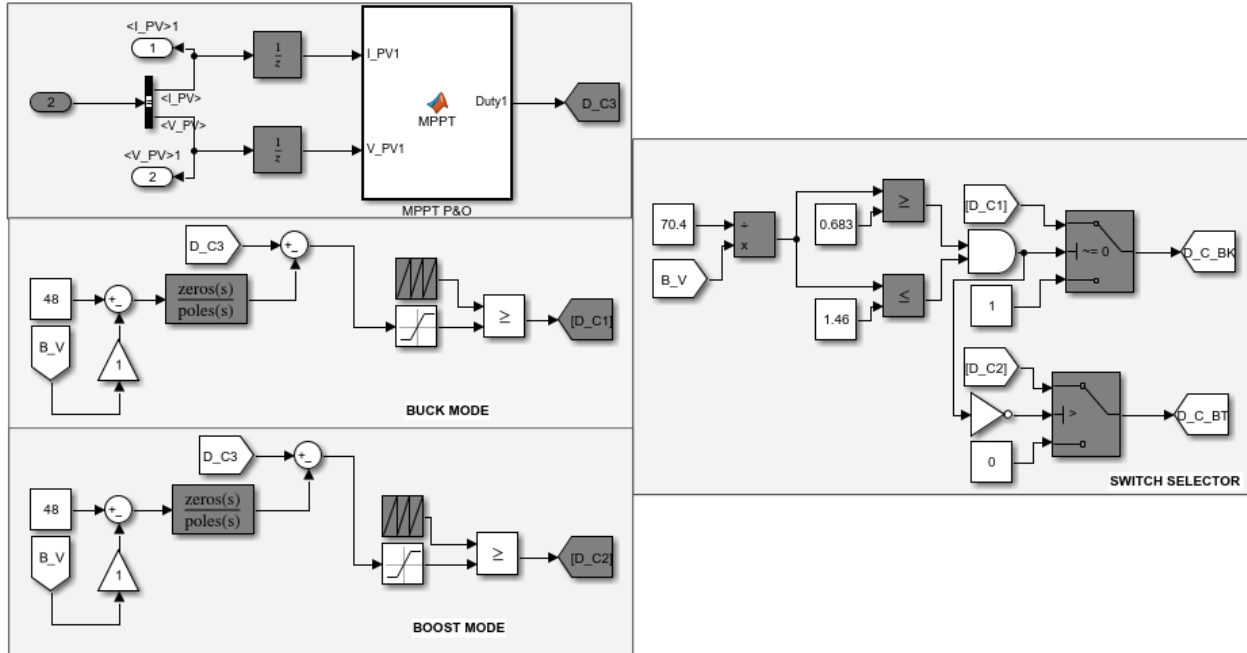 <I_PV>1
1
1
z
I_PV1
2
<I_PV>
Duty1
D_C3
MPPT
<V_PV>
<V_PV>1
2
1
z
V_PV1
MPPT P&O
D_C3
+_
48
+_
zeros(s)
poles(s)
B_V
1
≥
[D_C1]
BUCK MODE
D_C3
+_
48
+_
zeros(s)
poles(s)
B_V
1
≥
[D_C2]
BOOST MODE
70.4
÷
x
B_V
0.683
≥
1.46
≤
[D_C1]
~= 0
1
D_C_BK
[D_C2]
>
0
D_C_BT
SWITCH SELECTOR